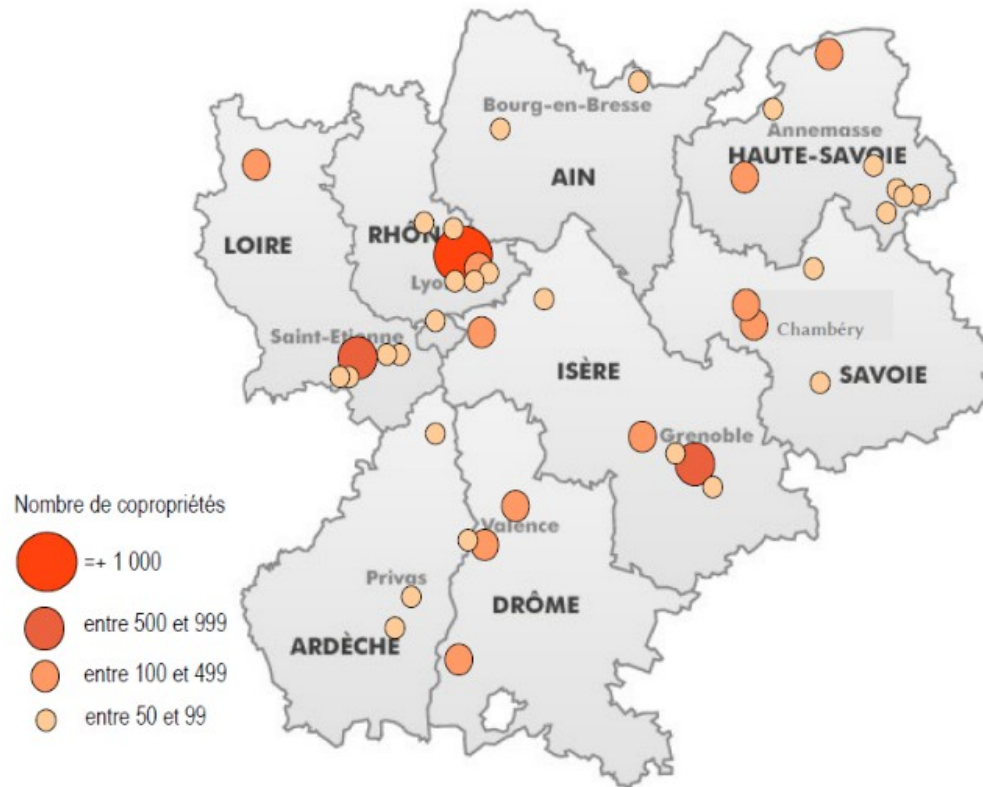 Bourg-en-Bresse
Annemasse
HAUTE-SAVOIE
AIN
LOIRE
RHÔN
Lyo
Saint-Etienne
Chambéry
ISÈRE
SAVOIE
Grenoble
Nombre de copropriétés
=+ 1 000
Valence
Privas
DRÔME
entre 500 et 999
ARDÈCHE
entre 100 et 499
entre 50 et 99